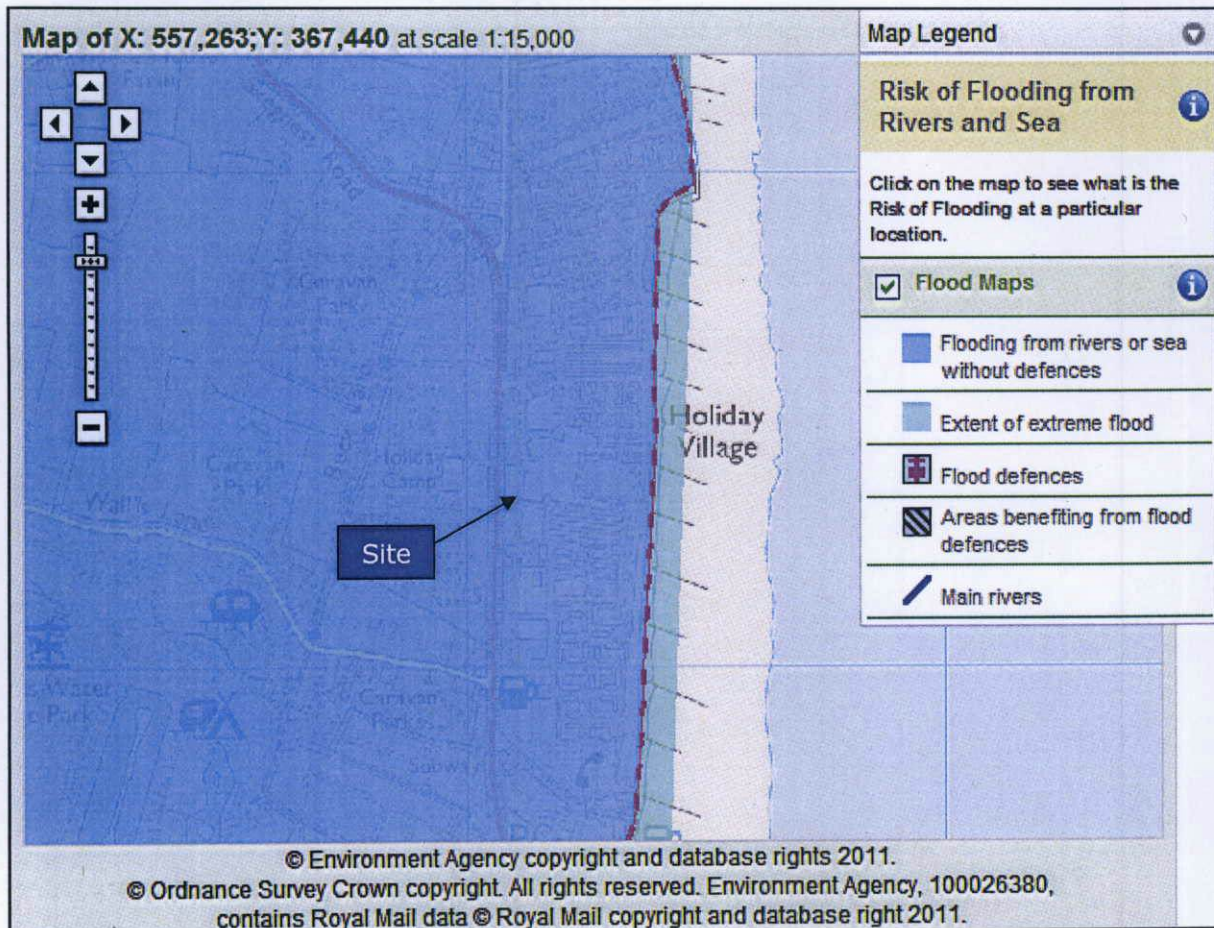 Map of X: 557,263;Y: 367,440 at scale 1:15,000
Map Legend
Risk of Flooding from
Rivers and Sea
Click on the map to see what is the
Risk of Flooding at a particular
location.
Flood Maps
Flooding from rivers or sea
without defences
Extent of extreme flood
Flood defences
Areas benefiting from flood
defences
Main rivers
Road
Caravan
Park
Holiday
Village
Caravan
Park
Holiday
Camp
Site
Caravan
Park
© Environment Agency copyright and database rights 2011.
© Ordnance Survey Crown copyright. All rights reserved. Environment Agency, 100026380,
contains Royal Mail data © Royal Mail copyright and database right 2011.